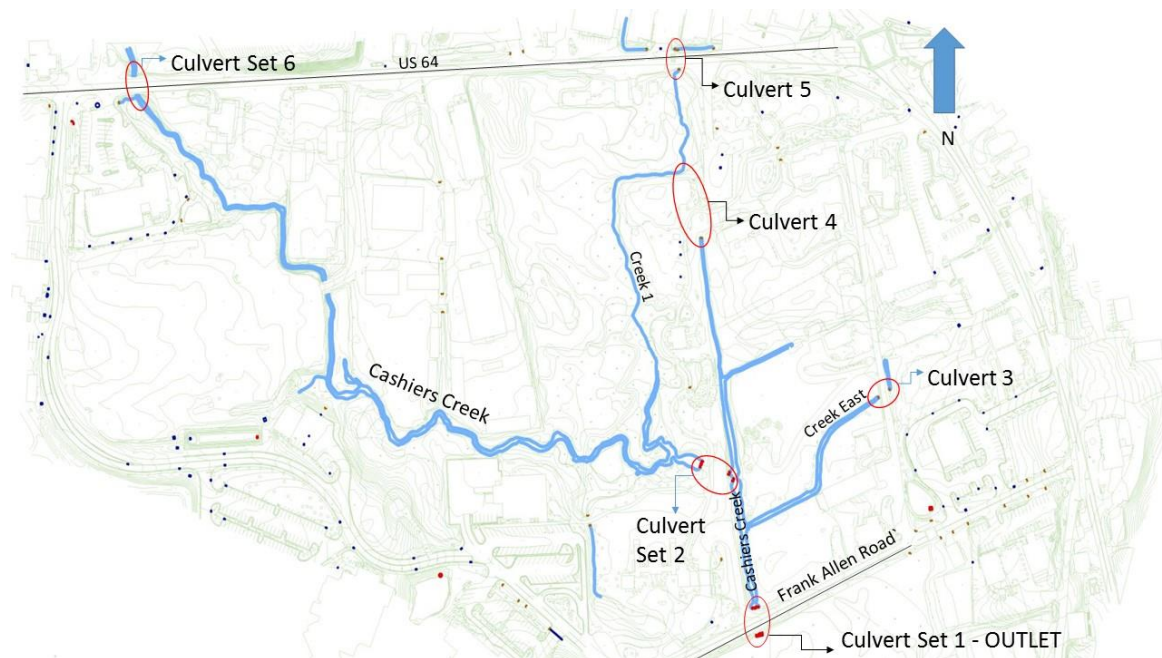 Culvert Set 6
US 64
Culvert 5
N
Culvert 4
Creek 1
Cashiers Creek
Culvert 3
Creek East
Culvert
Set 2
Cashiers Creek
Frank Allen Road`
Culvert Set 1 - OUTLET